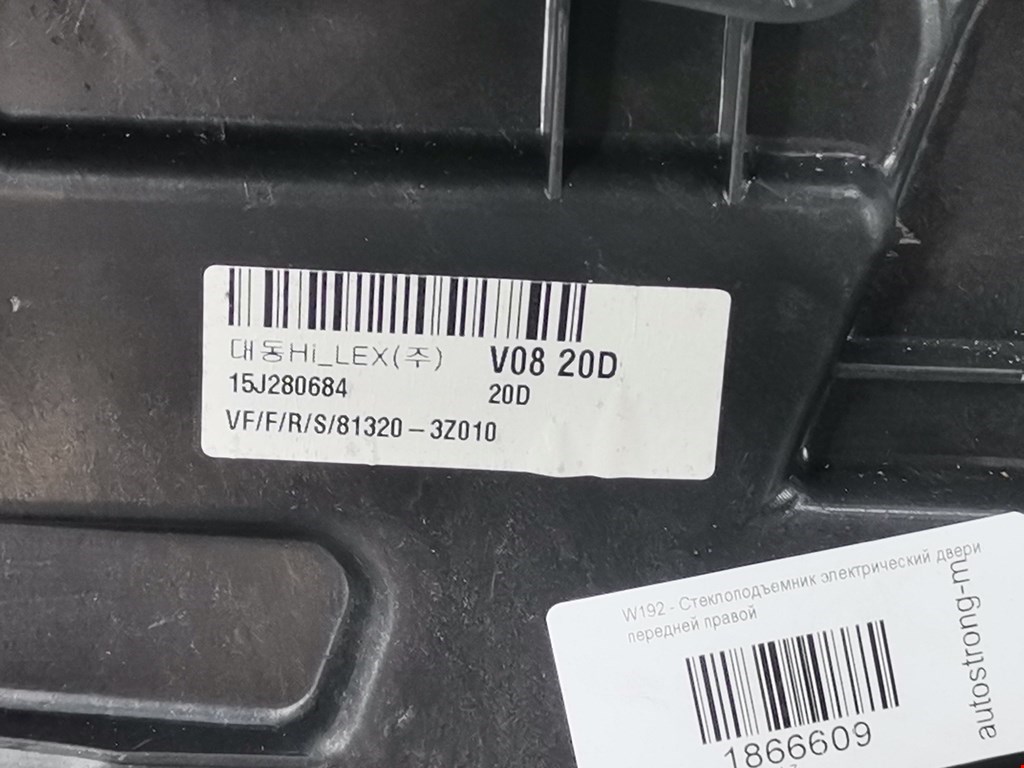 대동Hi_LEX(주) V08 20D
15J280684 20D
VF/F/R/S/81320-3Z010
W192 - Стеклоподъемник электрический двери
передней правой
1866609
autostrong-m